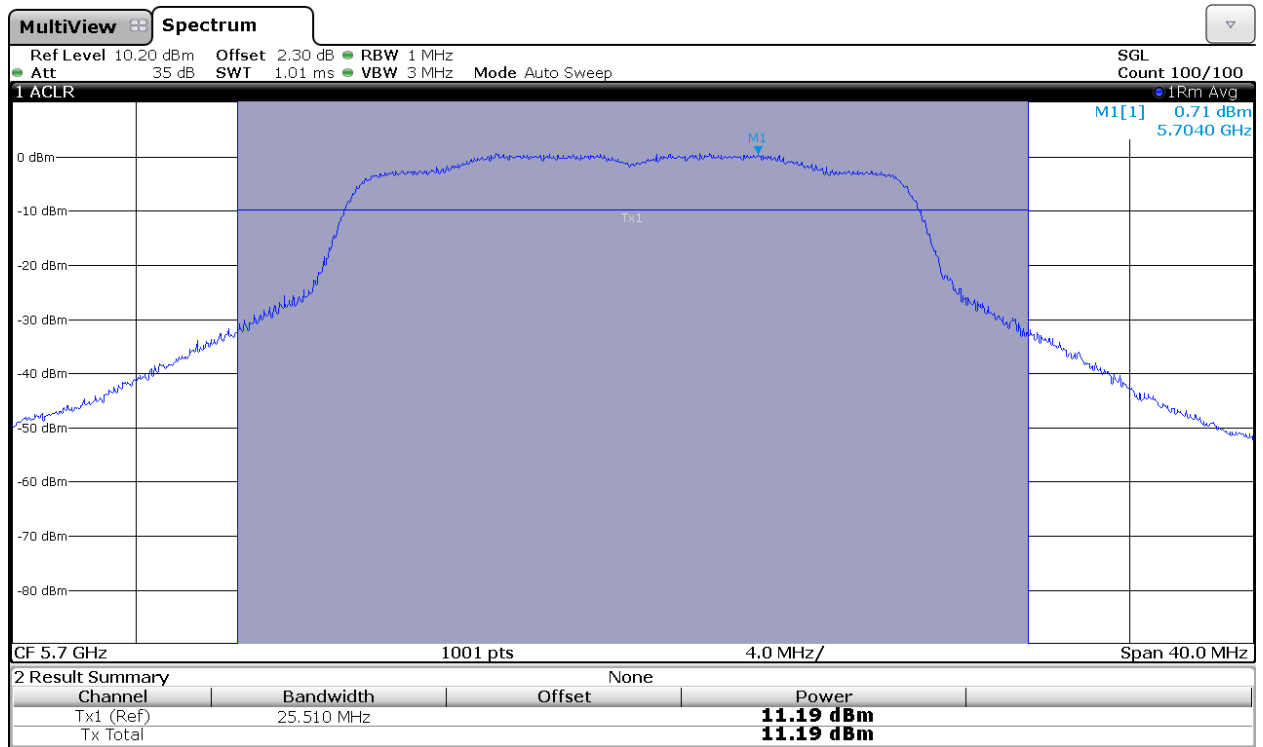 MultiView Spectrum
Ref Level 10.20 dBm Offset 2.30 dB RBW 1 MHz SGL
Att 35 dB SWT 1.01 ms VBW 3 MHz Mode Auto Sweep Count 100/100
1 ACLR 1Rm Avg
M1[1] 0.71 dBm
5.7040 GHz
M1
0 dBm
-10 dBm
Tx1
-20 dBm
-30 dBm
-40 dBm
-50 dBm
-60 dBm
-70 dBm
-80 dBm
CF 5.7 GHz 1001 pts 4.0 MHz/ Span 40.0 MHz
2 Result Summary None
Channel Bandwidth Offset Power
Tx1 (Ref) 25.510 MHz 11.19 dBm
Tx Total 11.19 dBm